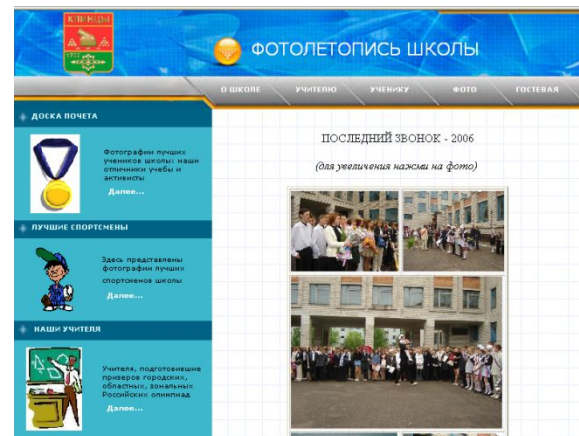 КЛИНЦЫ
1707
ФОТОЛЕТОПИСЬ ШКОЛЫ
О ШКОЛЕ УЧИТЕЛЮ УЧЕНИКУ ФОТО ГОСТЕВАЯ
ДОСКА ПОЧЕТА
Фотографии лучших
учеников школы: наши
отличники учебы и
активисты
Далее...
ЛУЧШИЕ СПОРТСМЕНЫ
Здесь представлены
фотографии лучших
спортсменов школы
Далее...
НАШИ УЧИТЕЛЯ
Учителя, подготовившие
призеров городских,
областных, зональных
Российских олимпиад
Далее...
ПОСЛЕДНИЙ ЗВОНОК - 2006
(для увеличения нажми на фото)